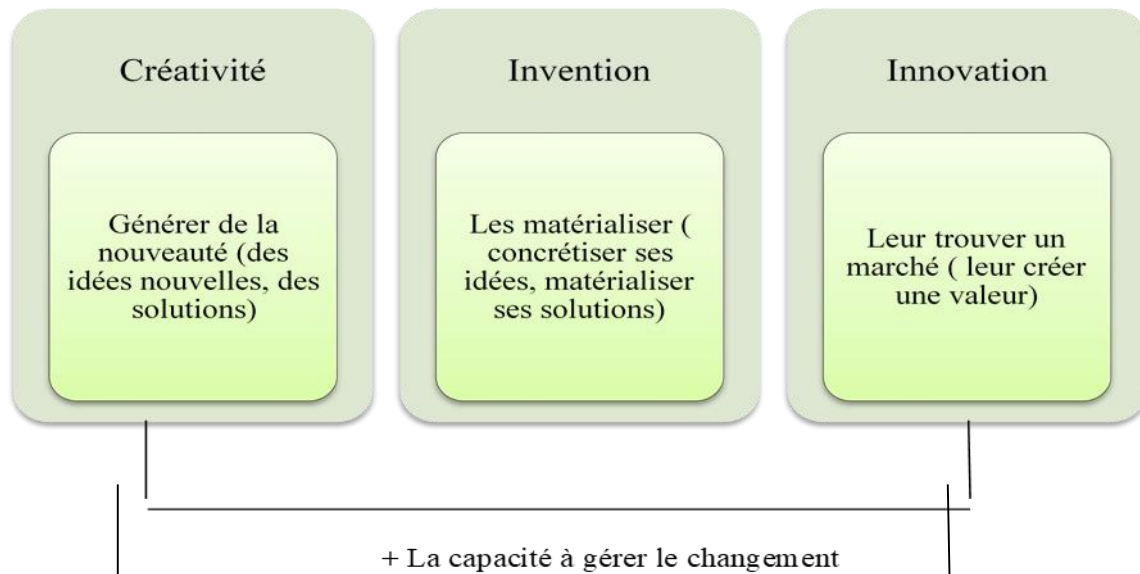 Créativité
Générer de la
nouveauté (des
idées nouvelles, des
solutions)
Invention
Les matérialiser (
concrétiser ses
idées, matérialiser
ses solutions)
Innovation
Leur trouver un
marché ( leur créer
une valeur)
+ La capacité à gérer le changement